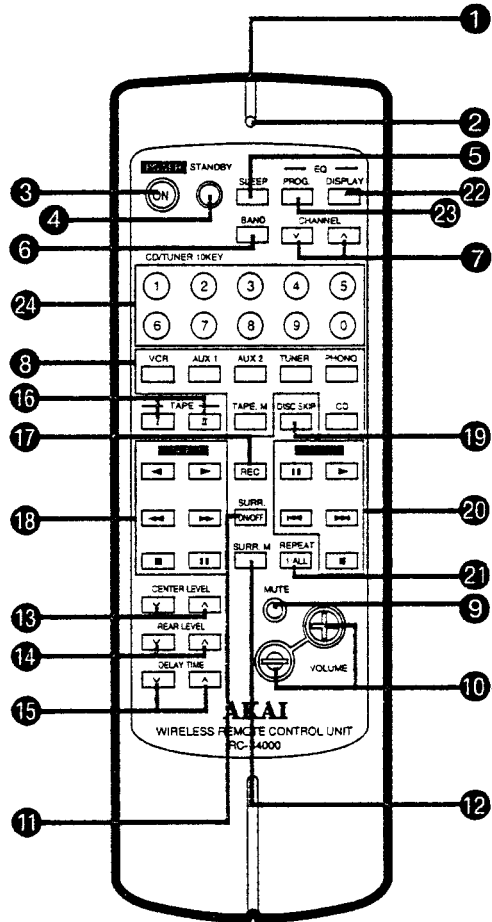 1
2
5
STANDBY SLEEP EQ PROG. DISPLAY
3 ON
22
4
23
6 BAND CHANNEL
7
CD/TUNER 10KEY
24 1 2 3 4 5
6 7 8 9 0
8 VCR AUX 1 AUX 2 TUNER PHONO
16 TAPE TAPE. M DISC SKIP CD
I II
17 REC
19
18 SURR. ON/OFF
20
SURR. M REPEAT 1 ALL
21
13 CENTER LEVEL MUTE
9
14 REAR LEVEL
VOLUME
10
15 DELAY TIME
AKAI
WIRELESS REMOTE CONTROL UNIT
11
12